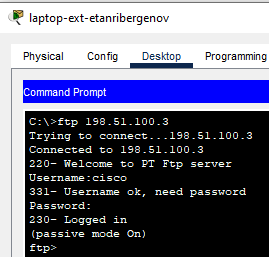 laptop-ext-etanribergenov
Physical Config Desktop Programming
Command Prompt
C:\>ftp 198.51.100.3
Trying to connect...198.51.100.3
Connected to 198.51.100.3
220- Welcome to PT Ftp server
Username:cisco
331- Username ok, need password
Password:
230- Logged in
(passive mode On)
ftp>